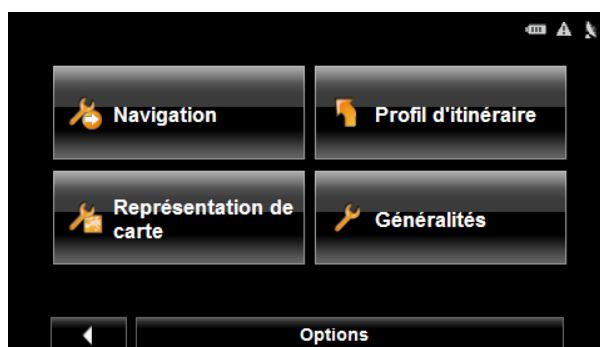 Navigation
Profil d'itinéraire
Représentation de
carte
Généralités
Options